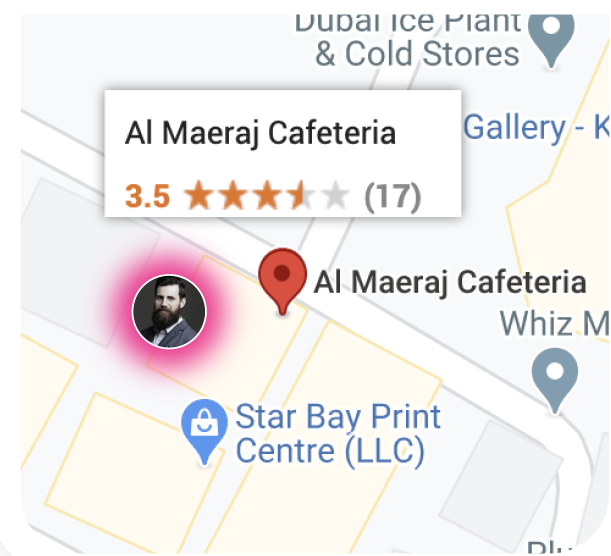 Dubai Ice Plant
& Cold Stores
Al Maeraj Cafeteria
Gallery - K
3.5 (17)
Al Maeraj Cafeteria
Whiz M
Star Bay Print
Centre (LLC)